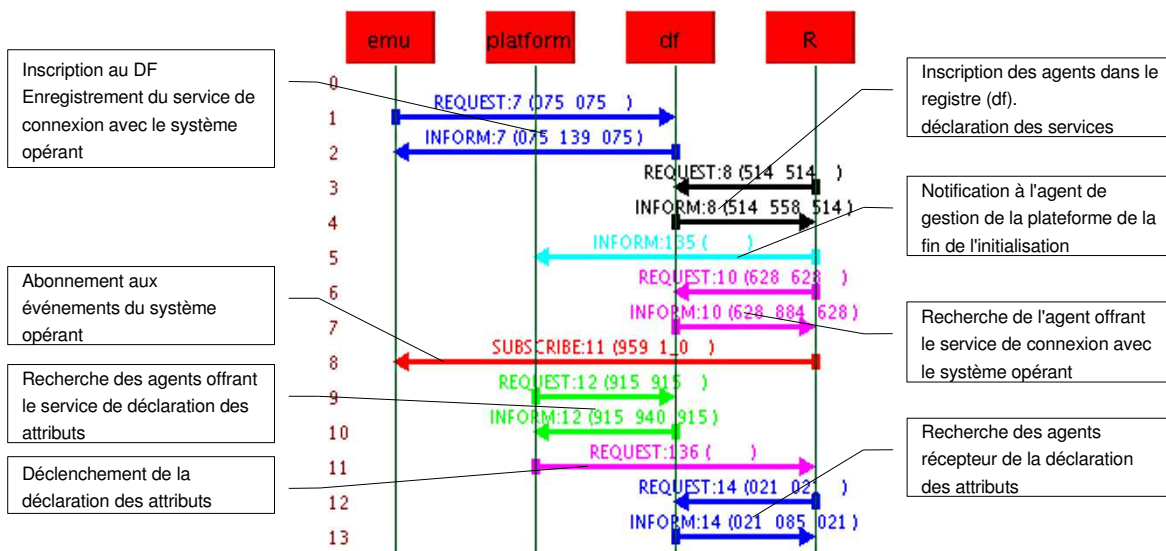 emu
platform
df
R
Inscription au DF
Enregistrement du service de
connexion avec le système
opérant
Abonnement aux
événements du système
opérant
Recherche des agents offrant
le service de déclaration des
attributs
Déclenchement de la
déclaration des attributs
0
1
REQUEST:7 (075 075 )
2
INFORM:7 (075 139 075)
3
REQUEST:8 (514 514 )
4
INFORM:8 (514 558 514)
5
INFORM:135 ( )
6
REQUEST:10 (628 628 )
7
INFORM:10 (628 884 628)
8
SUBSCRIBE:11 (959 1_0 )
9
REQUEST:12 (915 915 )
10
INFORM:12 (915 940 915)
11
REQUEST:136 ( )
12
REQUEST:14 (021 021 )
13
INFORM:14 (021 085 021)
Inscription des agents dans le
registre (df).
déclaration des services
Notification à l'agent de
gestion de la plateforme de la
fin de l'initialisation
Recherche de l'agent offrant
le service de connexion avec
le système opérant
Recherche des agents
récepteur de la déclaration
des attributs